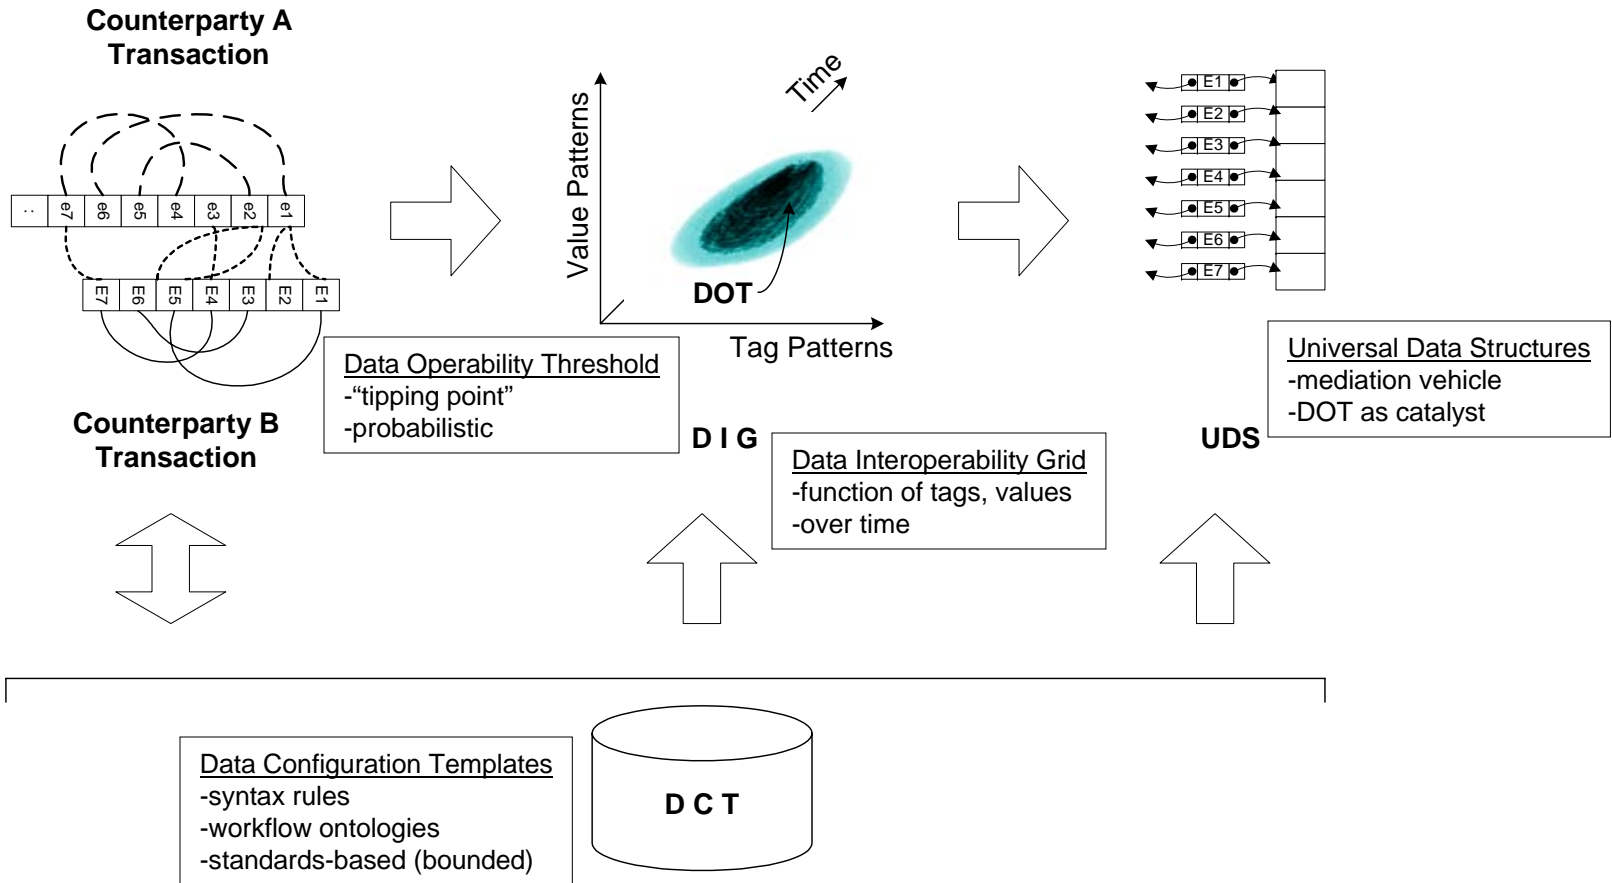 Counterparty A
Transaction
:
e7
e6
e5
e4
e3
e2
e1
E7
E6
E5
E4
E3
E2
E1
Counterparty B
Transaction
Value Patterns
Time
DOT
Tag Patterns
Data Operability Threshold
-“tipping point”
-probabilistic
D I G
Data Interoperability Grid
-function of tags, values
-over time
E1
E2
E3
E4
E5
E6
E7
Universal Data Structures
-mediation vehicle
-DOT as catalyst
UDS
Data Configuration Templates
-syntax rules
-workflow ontologies
-standards-based (bounded)
D C T